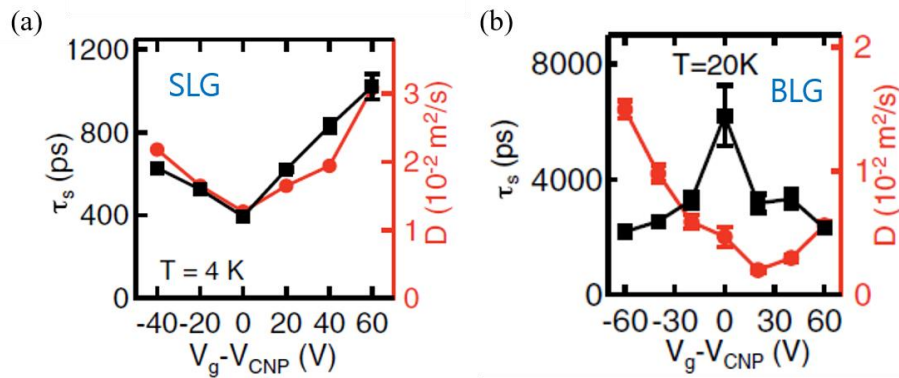 (a)
1200
800
400
0
τs (ps)
SLG
T = 4 K
3
2
1
0
D (10-2 m2/s)
-40 -20 0 20 40 60
Vg-VCNP (V)
(b)
8000
4000
0
τs (ps)
T=20K
BLG
2
1
0
D (10-2 m2/s)
-60 -30 0 30 60
Vg-VCNP (V)